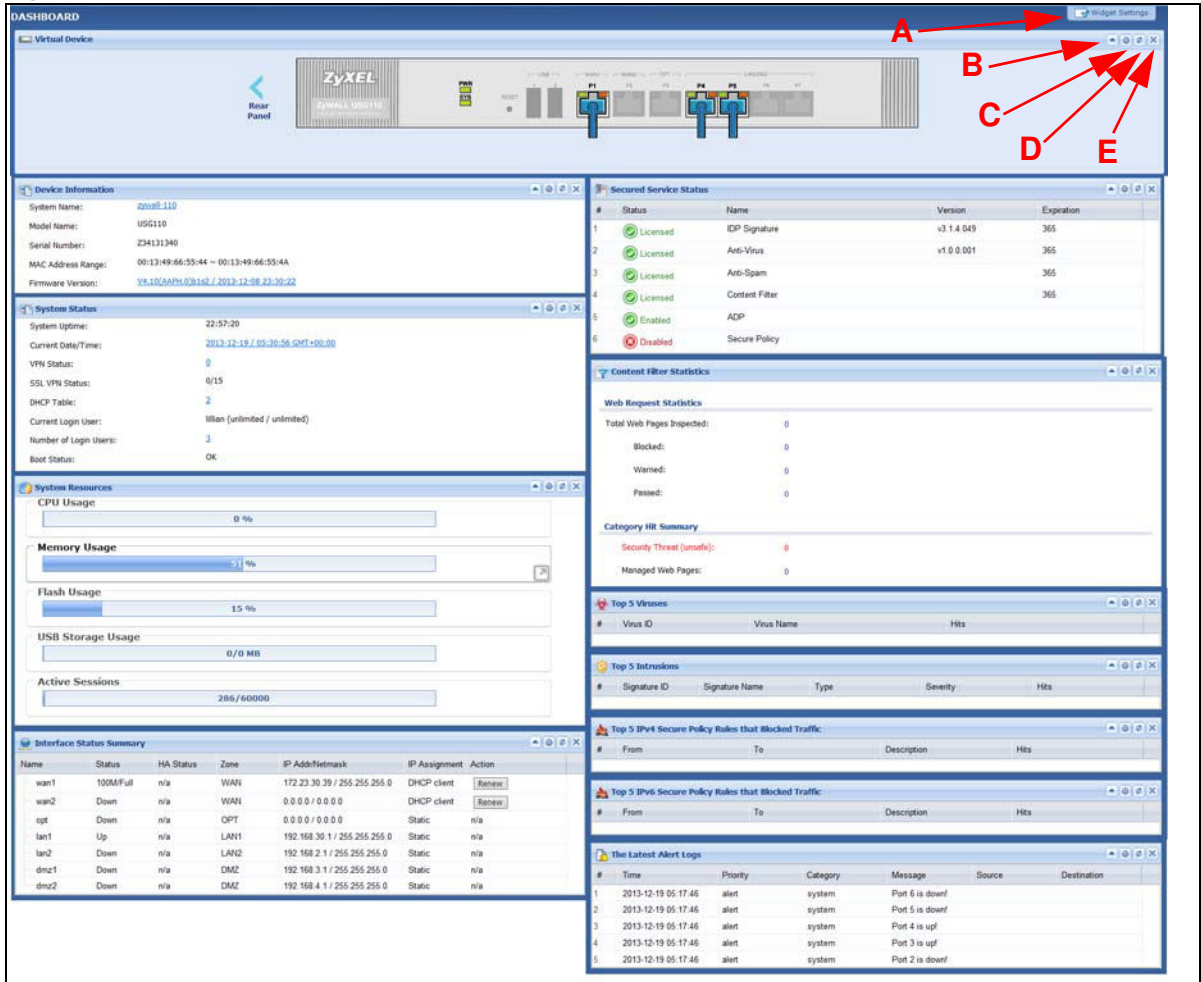 DASHBOARD
Widget Settings
A
Virtual Device
B
C
D
E
Rear
Panel
ZyXEL
ZyWALL USG110
PWR
SYS
RESET
USB
1 2
P1 P2 P3 P4 P5 P6 P7
Device Information
System Name: zywall-110
Model Name: USG110
Serial Number: Z34131340
MAC Address Range: 00:13:49:66:55:44 ~ 00:13:49:66:55:4A
Firmware Version: V4.10(AAPH.0)b1s2 / 2013-12-08 23:30:22
System Status
System Uptime: 22:57:20
Current Date/Time: 2013-12-19 / 05:30:56 GMT+00:00
VPN Status: 0
SSL VPN Status: 0/15
DHCP Table: 2
Current Login User: lillian (unlimited / unlimited)
Number of Login Users: 3
Boot Status: OK
System Resources
CPU Usage
0 %
Memory Usage
51 %
Flash Usage
15 %
USB Storage Usage
0/0 MB
Active Sessions
286/60000
Interface Status Summary
Name Status HA Status Zone IP Addr/Netmask IP Assignment Action
wan1 100M/Full n/a WAN 172.23.30.39 / 255.255.255.0 DHCP client Renew
wan2 Down n/a WAN 0.0.0.0 / 0.0.0.0 DHCP client Renew
opt Down n/a OPT 0.0.0.0 / 0.0.0.0 Static n/a
lan1 Up n/a LAN1 192.168.30.1 / 255.255.255.0 Static n/a
lan2 Down n/a LAN2 192.168.2.1 / 255.255.255.0 Static n/a
dmz1 Down n/a DMZ 192.168.3.1 / 255.255.255.0 Static n/a
dmz2 Down n/a DMZ 192.168.4.1 / 255.255.255.0 Static n/a
Secured Service Status
# Status Name Version Expiration
1 Licensed IDP Signature v3.1.4.049 365
2 Licensed Anti-Virus v1.0.0.001 365
3 Licensed Anti-Spam 365
4 Licensed Content Filter 365
5 Enabled ADP
6 Disabled Secure Policy
Content Filter Statistics
Web Request Statistics
Total Web Pages Inspected: 0
Blocked: 0
Warned: 0
Passed: 0
Category Hit Summary
Security Threat (unsafe): 0
Managed Web Pages: 0
Top 5 Viruses
# Virus ID Virus Name Hits
Top 5 Intrusions
# Signature ID Signature Name Type Severity Hits
Top 5 IPv4 Secure Policy Rules that Blocked Traffic
# From To Description Hits
Top 5 IPv6 Secure Policy Rules that Blocked Traffic
# From To Description Hits
The Latest Alert Logs
# Time Priority Category Message Source Destination
1 2013-12-19 05:17:46 alert system Port 6 is down!
2 2013-12-19 05:17:46 alert system Port 5 is down!
3 2013-12-19 05:17:46 alert system Port 4 is up!
4 2013-12-19 05:17:46 alert system Port 3 is up!
5 2013-12-19 05:17:46 alert system Port 2 is down!